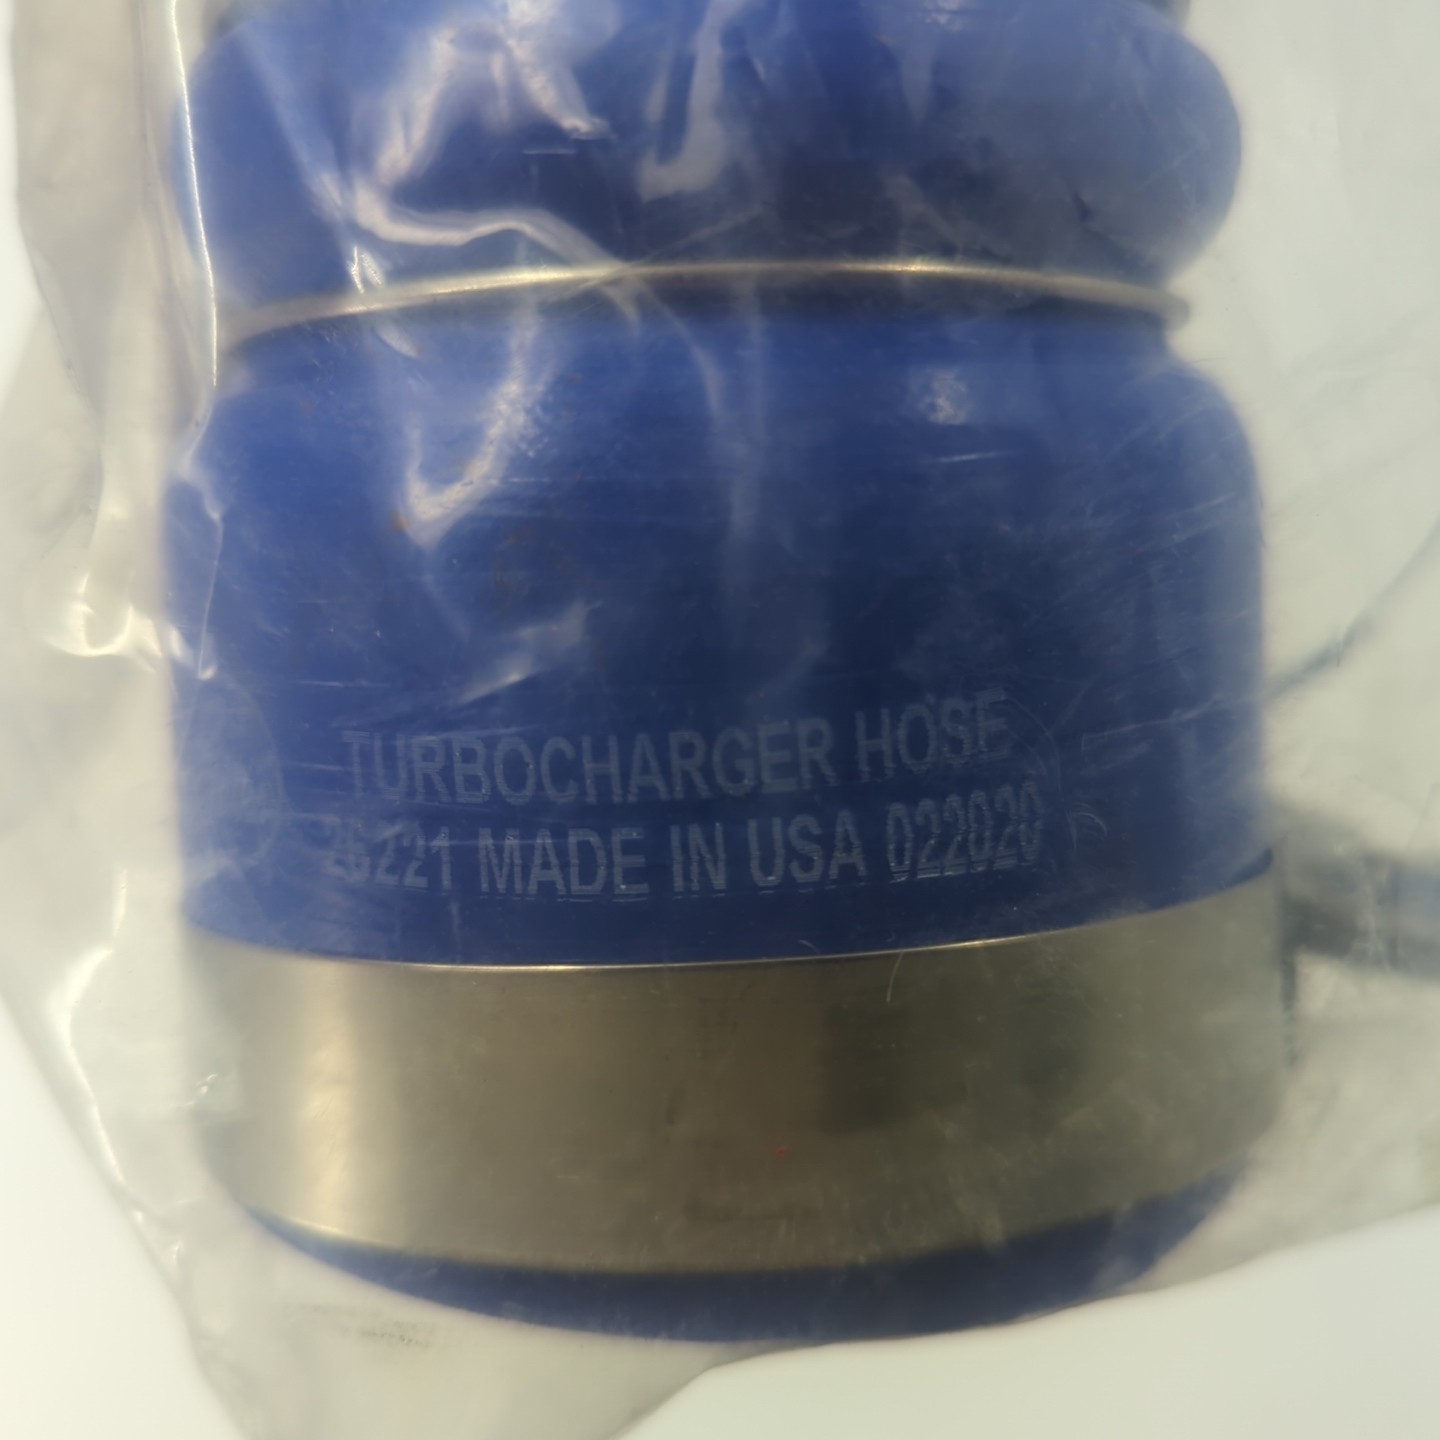 TURBOCHARGER HOSE
26221 MADE IN USA 022020